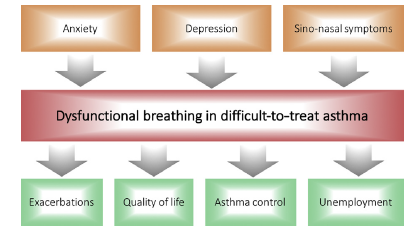 Anxiety
Depression
Sino-nasal symptoms
Dysfunctional breathing in difficult-to-treat asthma
Exacerbations
Quality of life
Asthma control
Unemployment